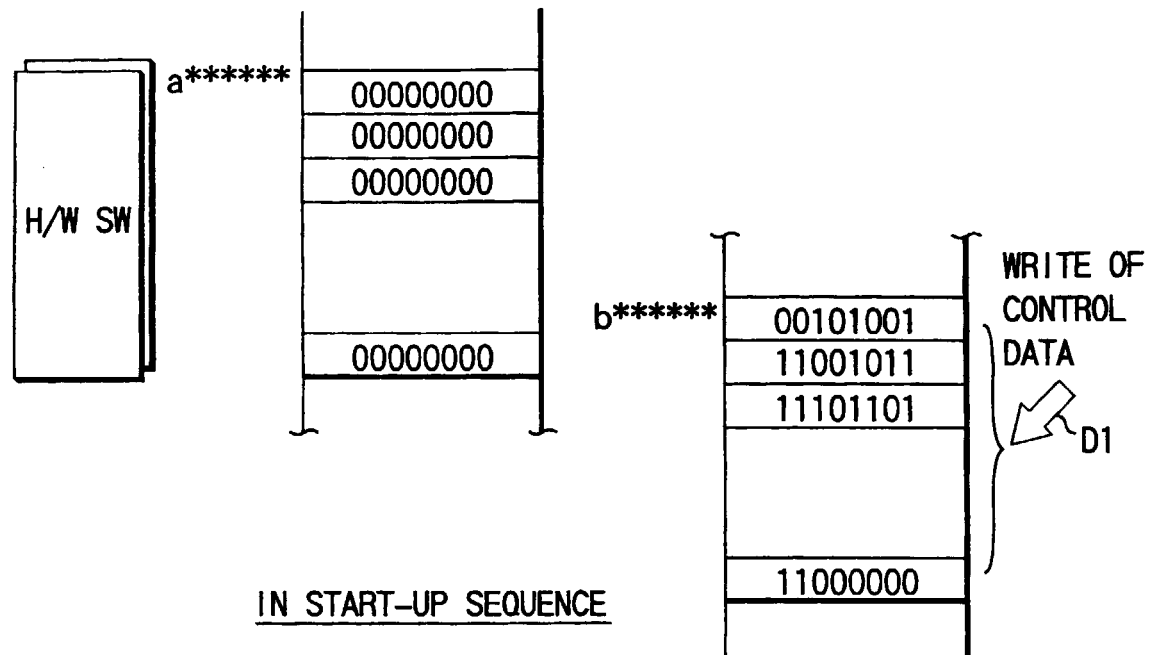 a******
00000000
00000000
00000000
H/W SW
00000000
b******
00101001
11001011
11101101
11000000
WRITE OF
CONTROL
DATA
D1
IN START-UP SEQUENCE